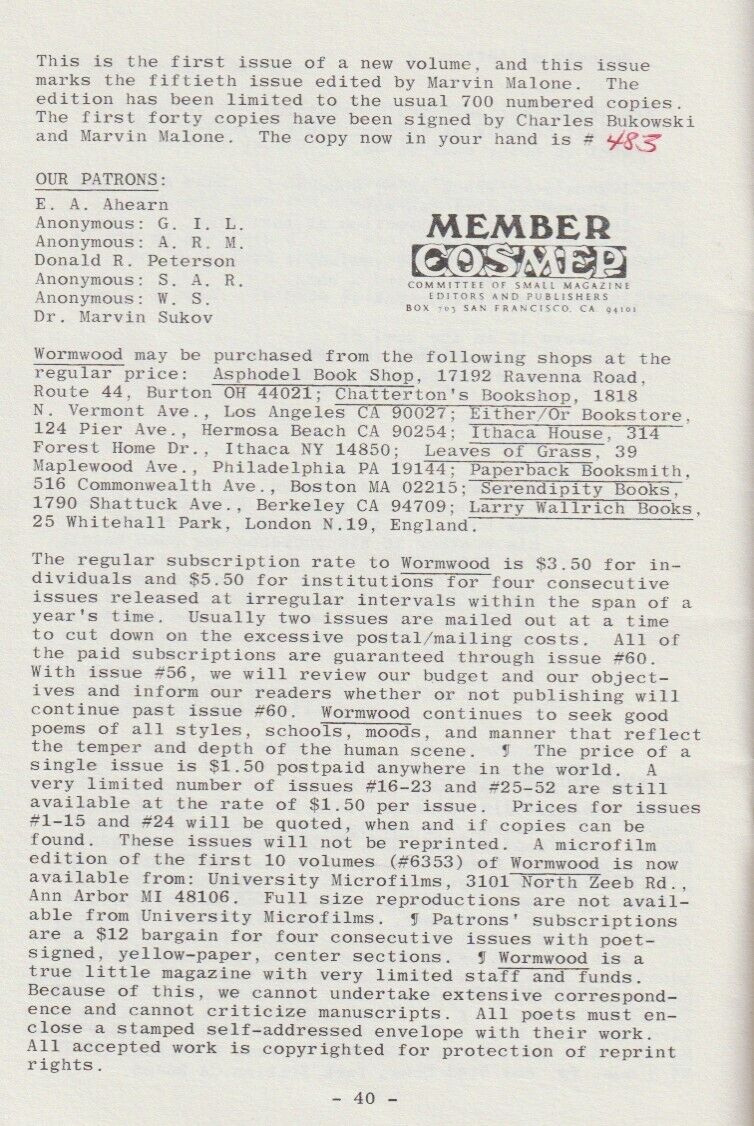 This is the first issue of a new volume, and this issue
marks the fiftieth issue edited by Marvin Malone.  The
edition has been limited to the usual 700 numbered copies.
The first forty copies have been signed by Charles Bukowski
and Marvin Malone.  The copy now in your hand is # 483
OUR PATRONS:
E. A. Ahearn
Anonymous: G. I. L.
Anonymous: A. R. M.
Donald R. Peterson
Anonymous: S. A. R.
Anonymous: W. S.
Dr. Marvin Sukov
MEMBER
COSMEP
COMMITTEE OF SMALL MAGAZINE
EDITORS AND PUBLISHERS
BOX 703 SAN FRANCISCO, CA 94101
Wormwood may be purchased from the following shops at the
regular price:  Asphodel Book Shop, 17192 Ravenna Road,
Route 44, Burton OH 44021; Chatterton's Bookshop, 1818
N. Vermont Ave., Los Angeles CA 90027; Either/Or Bookstore,
124 Pier Ave., Hermosa Beach CA 90254; Ithaca House, 314
Forest Home Dr., Ithaca NY 14850;  Leaves of Grass, 39
Maplewood Ave., Philadelphia PA 19144; Paperback Booksmith,
516 Commonwealth Ave., Boston MA 02215; Serendipity Books,
1790 Shattuck Ave., Berkeley CA 94709; Larry Wallrich Books,
25 Whitehall Park, London N.19, England.
The regular subscription rate to Wormwood is $3.50 for in-
dividuals and $5.50 for institutions for four consecutive
issues released at irregular intervals within the span of a
year's time.  Usually two issues are mailed out at a time
to cut down on the excessive postal/mailing costs.  All of
the paid subscriptions are guaranteed through issue #60.
With issue #56, we will review our budget and our object-
ives and inform our readers whether or not publishing will
continue past issue #60.  Wormwood continues to seek good
poems of all styles, schools, moods, and manner that reflect
the temper and depth of the human scene.  ¶  The price of a
single issue is $1.50 postpaid anywhere in the world.  A
very limited number of issues #16-23 and #25-52 are still
available at the rate of $1.50 per issue.  Prices for issues
#1-15 and #24 will be quoted, when and if copies can be
found.  These issues will not be reprinted.  A microfilm
edition of the first 10 volumes (#6353) of Wormwood is now
available from: University Microfilms, 3101 North Zeeb Rd.,
Ann Arbor MI 48106.  Full size reproductions are not avail-
able from University Microfilms.  ¶ Patrons' subscriptions
are a $12 bargain for four consecutive issues with poet-
signed, yellow-paper, center sections.  ¶ Wormwood is a
true little magazine with very limited staff and funds.
Because of this, we cannot undertake extensive correspond-
ence and cannot criticize manuscripts.  All poets must en-
close a stamped self-addressed envelope with their work.
All accepted work is copyrighted for protection of reprint
rights.
- 40 -